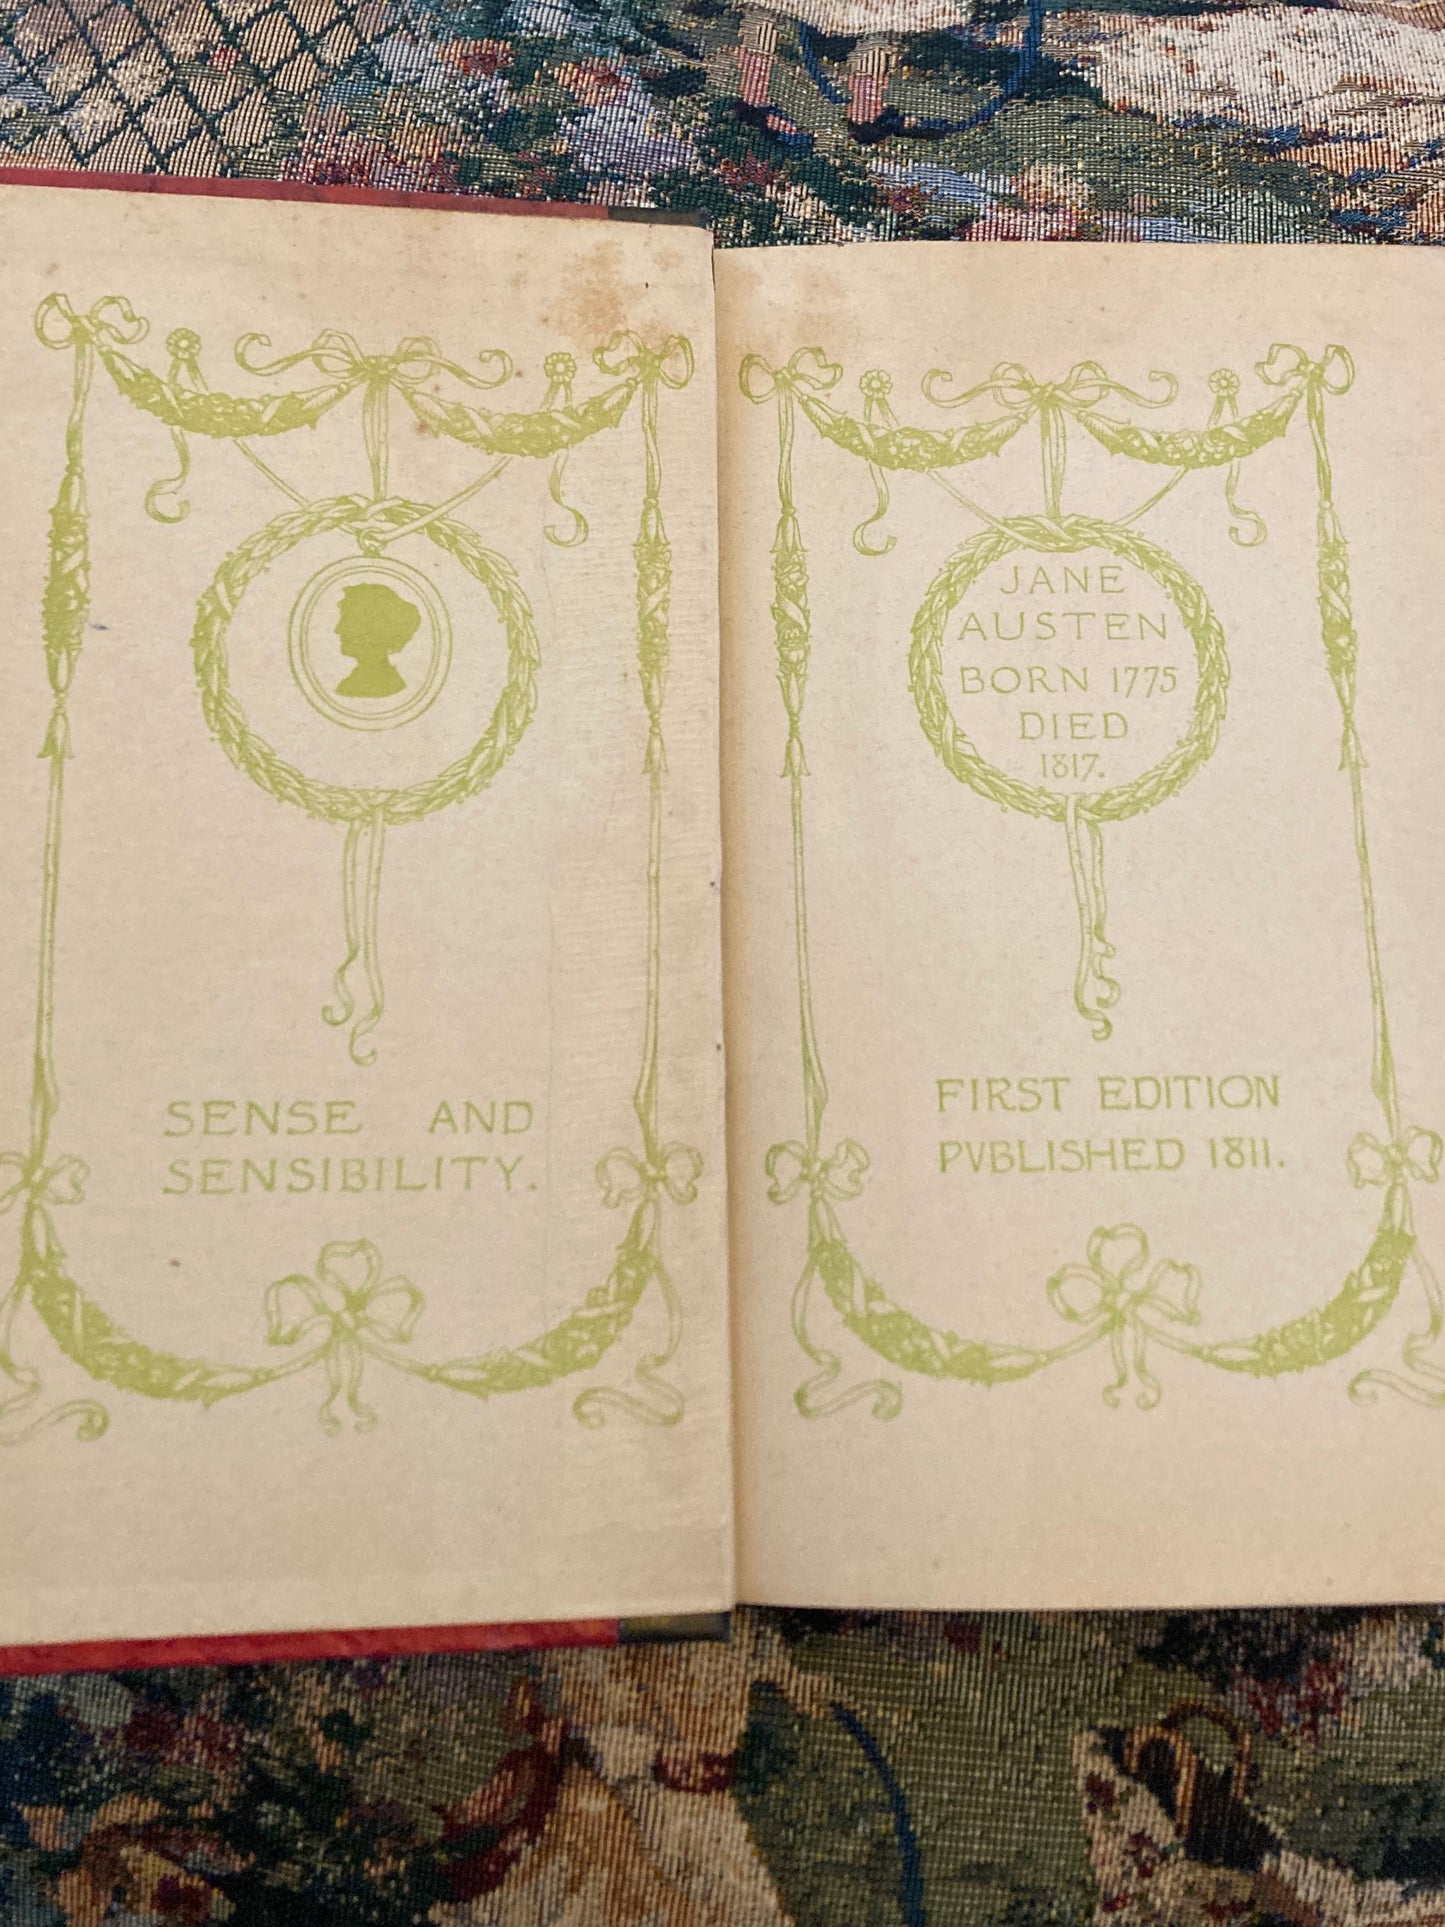 SENSE AND
SENSIBILITY.
JANE
AUSTEN
BORN 1775
DIED
1817.
FIRST EDITION
PVBLISHED 1811.